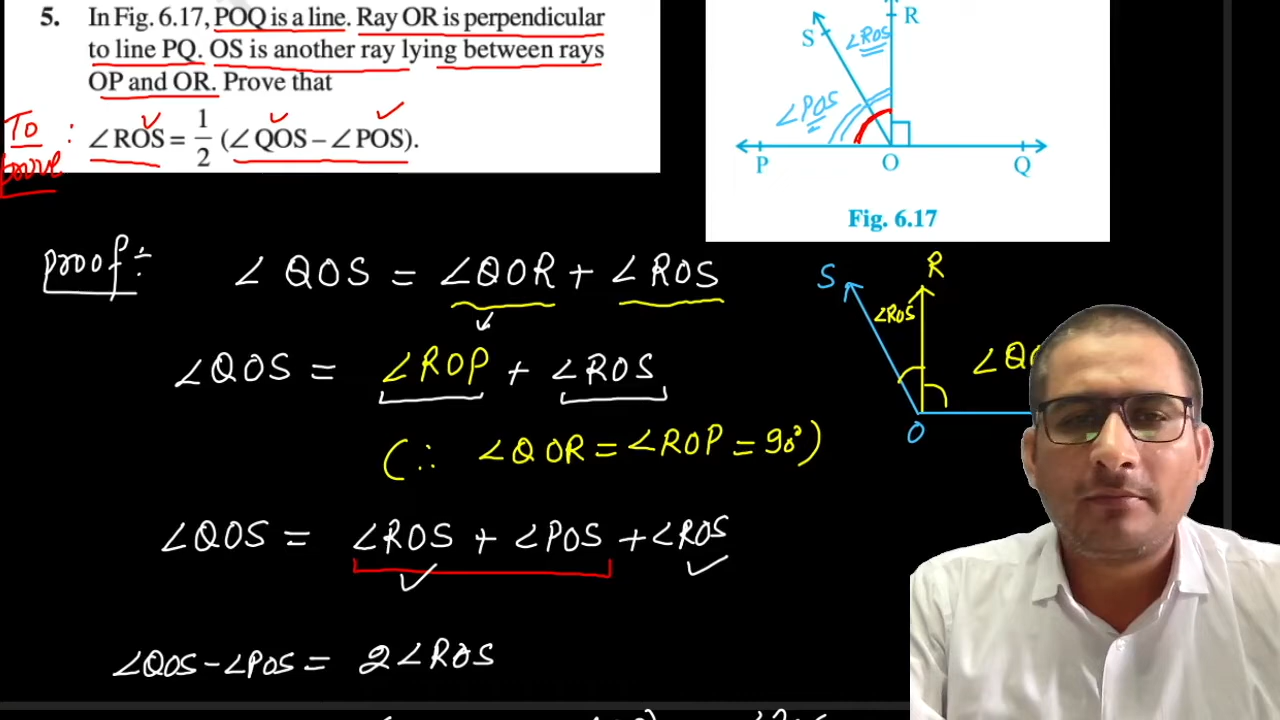 5. In Fig. 6.17, POQ is a line. Ray OR is perpendicular
to line PQ. OS is another ray lying between rays
OP and OR. Prove that
∠ROS = 1/2 (∠QOS – ∠POS).
To :
prove
R
S
∠ROS
∠POS
P O Q
Fig. 6.17
proof :-
∠QOS = ∠QOR + ∠ROS
∠QOS = ∠ROP + ∠ROS
(∵ ∠QOR = ∠ROP = 90°)
∠QOS = ∠ROS + ∠POS + ∠ROS
∠QOS - ∠POS = 2∠ROS
S R
∠ROS
O